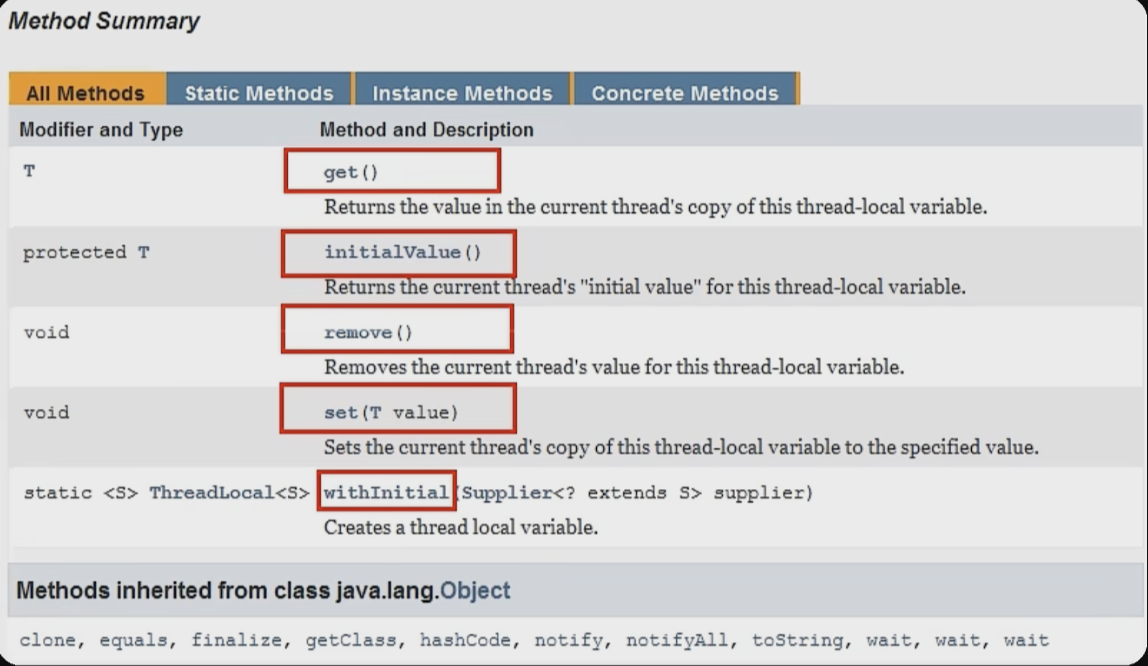 Method Summary
All Methods Static Methods Instance Methods Concrete Methods
Modifier and Type Method and Description
T get()
Returns the value in the current thread's copy of this thread-local variable.
protected T initialValue()
Returns the current thread's "initial value" for this thread-local variable.
void remove()
Removes the current thread's value for this thread-local variable.
void set(T value)
Sets the current thread's copy of this thread-local variable to the specified value.
static <S> ThreadLocal<S> withInitial(Supplier<? extends S> supplier)
Creates a thread local variable.
Methods inherited from class java.lang.Object
clone, equals, finalize, getClass, hashCode, notify, notifyAll, toString, wait, wait, wait